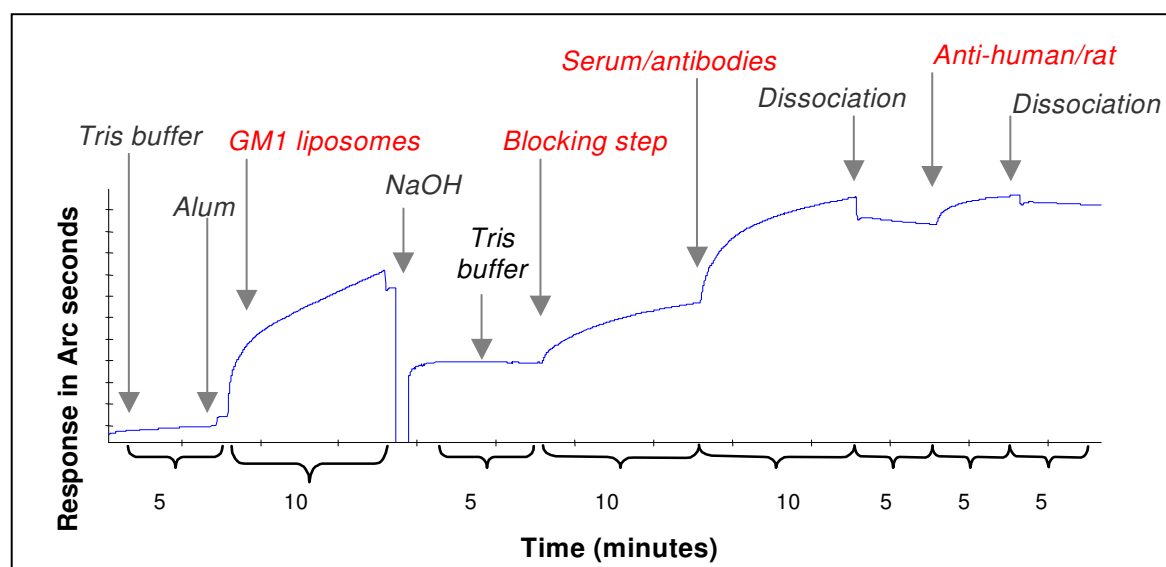 Serum/antibodies
Anti-human/rat
Dissociation
Dissociation
Tris buffer
GM1 liposomes
Blocking step
NaOH
Alum
Tris
buffer
Response in Arc seconds
5
10
5
10
10
5
5
5
Time (minutes)